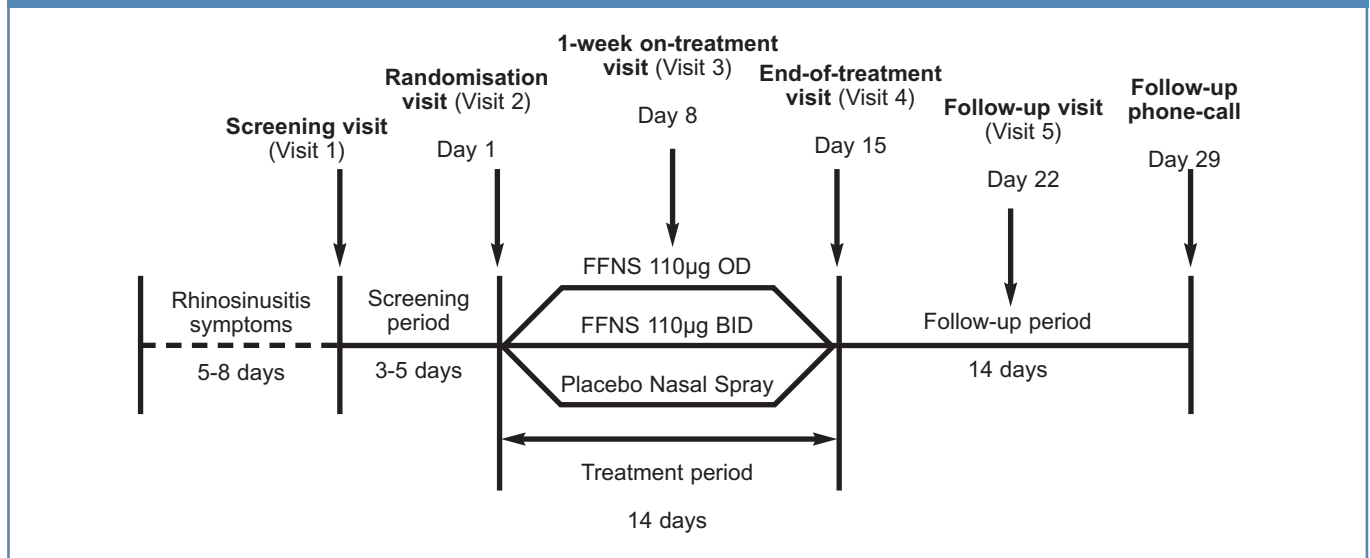 Screening visit
(Visit 1)
Randomisation
visit (Visit 2)
Day 1
1-week on-treatment
visit (Visit 3)
Day 8
End-of-treatment
visit (Visit 4)
Day 15
Follow-up visit
(Visit 5)
Day 22
Follow-up
phone-call
Day 29
Rhinosinusitis
symptoms
5-8 days
Screening
period
3-5 days
FFNS 110µg OD
FFNS 110µg BID
Placebo Nasal Spray
Treatment period
14 days
Follow-up period
14 days